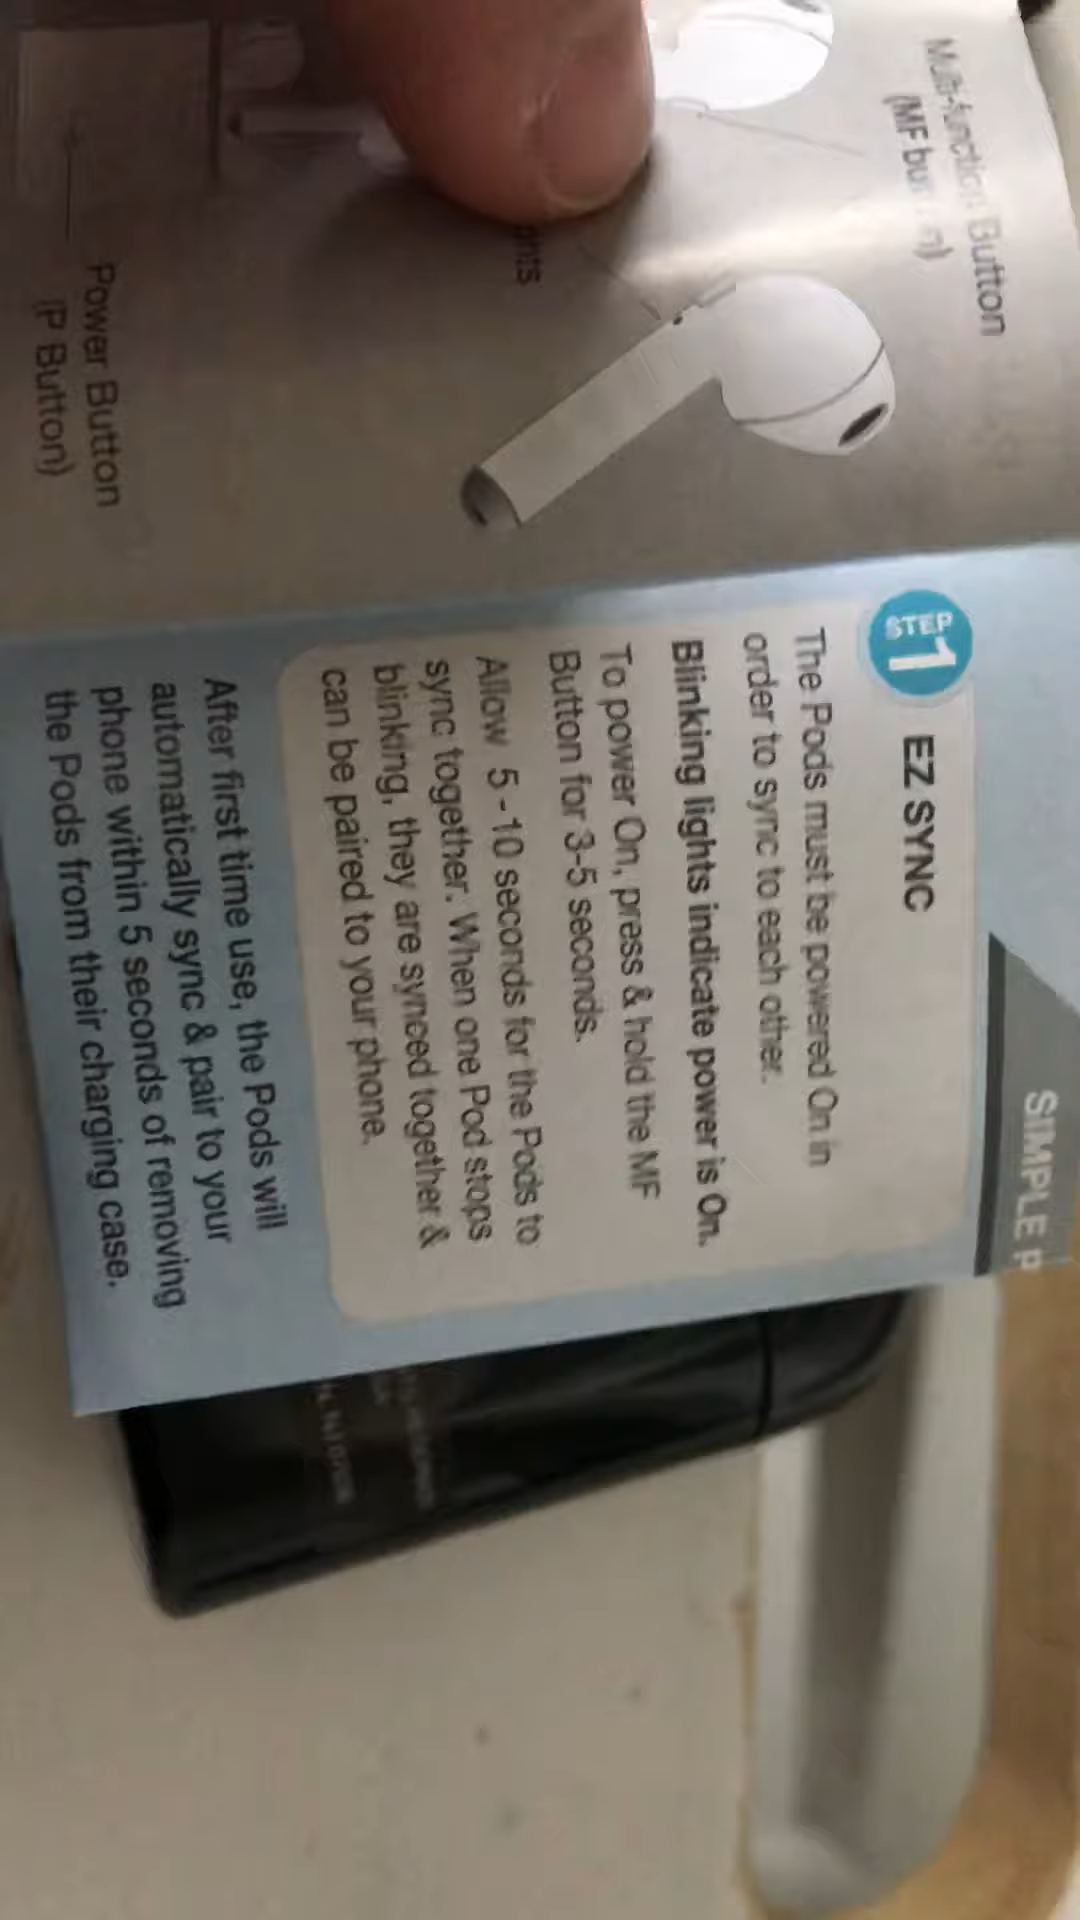 Multi-function Button
(MF
Power Button
(P Button)
SIMPLE
STEP
1
EZ SYNC
The Pods must be powered On in
order to sync to each other.
Blinking lights indicate power is On.
To power On, press & hold the MF
Button for 3-5 seconds.
Allow 5-10 seconds for the Pods to
sync together. When one Pod stops
blinking, they are synced together &
can be paired to your phone.
After first time use, the Pods will
automatically sync & pair to your
phone within 5 seconds of removing
the Pods from their charging case.